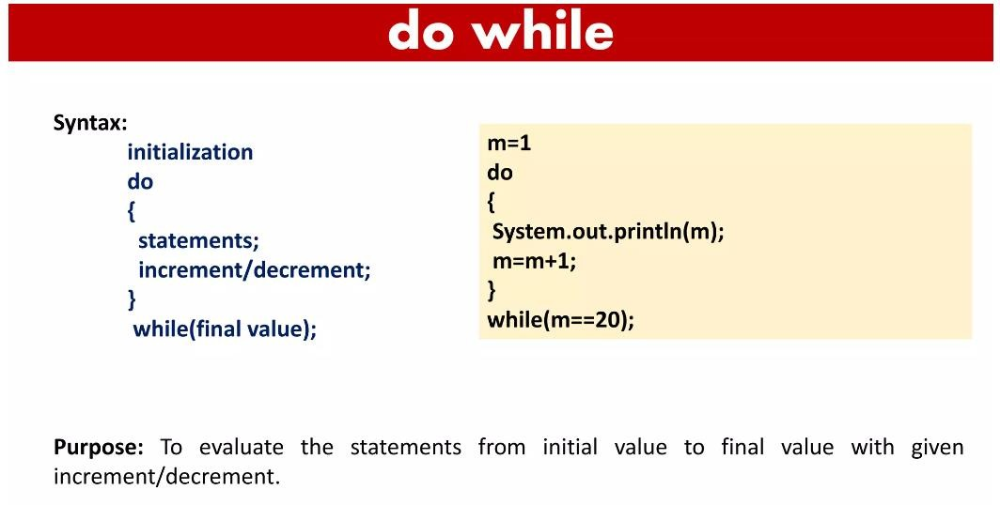 do while
Syntax:
initialization
do
{
statements;
increment/decrement;
}
while(final value);
m=1
do
{
System.out.println(m);
m=m+1;
}
while(m==20);
Purpose: To evaluate the statements from initial value to final value with given
increment/decrement.